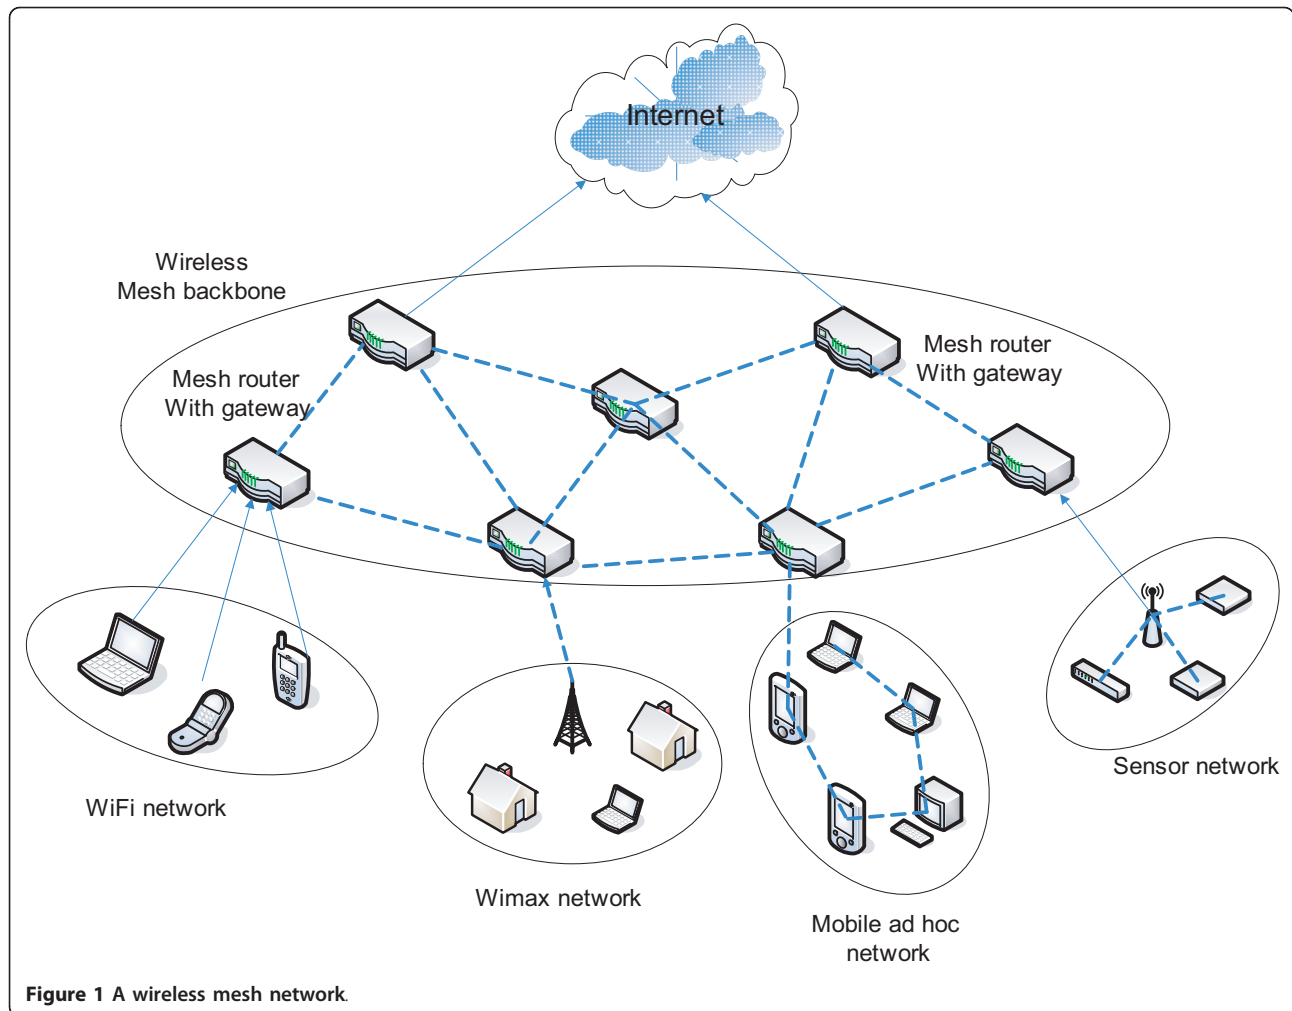 Internet
Wireless
Mesh backbone
Mesh router
With gateway
Mesh router
With gateway
WiFi network
Wimax network
Mobile ad hoc
network
Sensor network
Figure 1 A wireless mesh network.